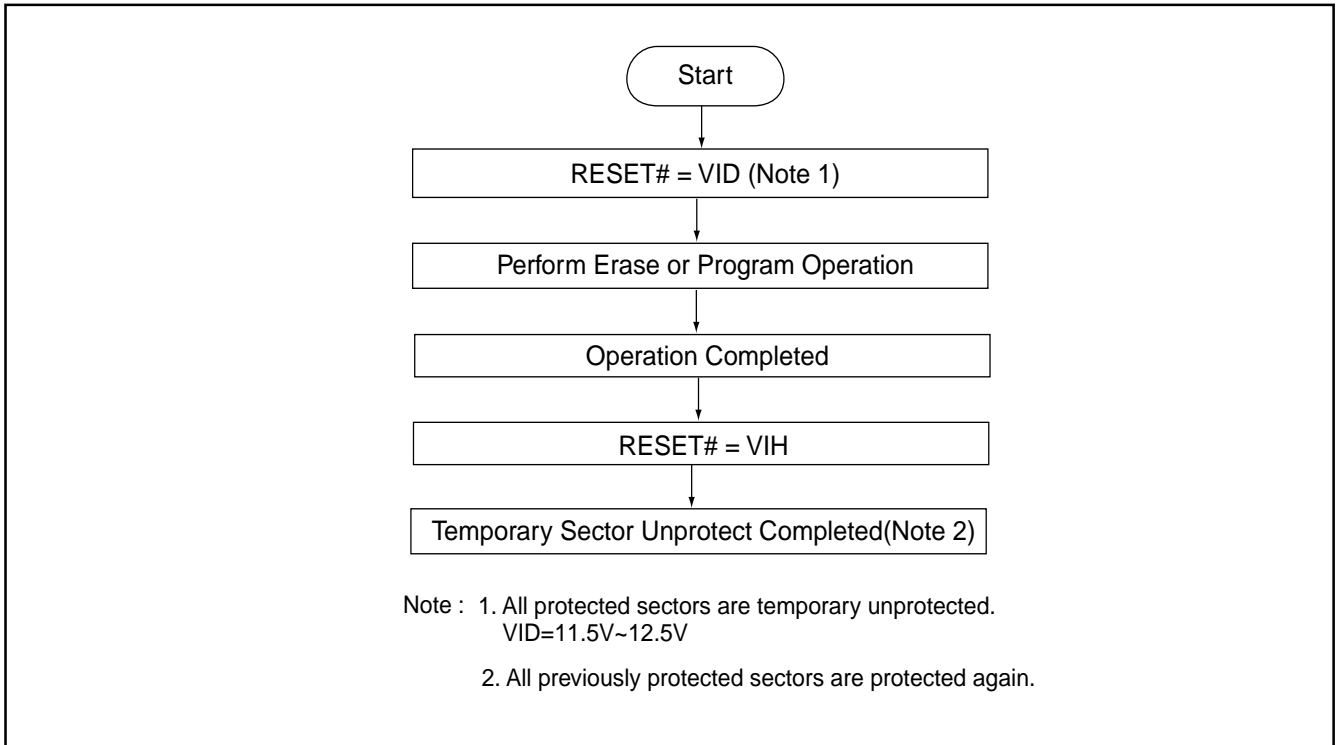 Start
RESET# = VID (Note 1)
Perform Erase or Program Operation
Operation Completed
RESET# = VIH
Temporary Sector Unprotect Completed(Note 2)
Note : 1. All protected sectors are temporary unprotected.
VID=11.5V~12.5V
2. All previously protected sectors are protected again.